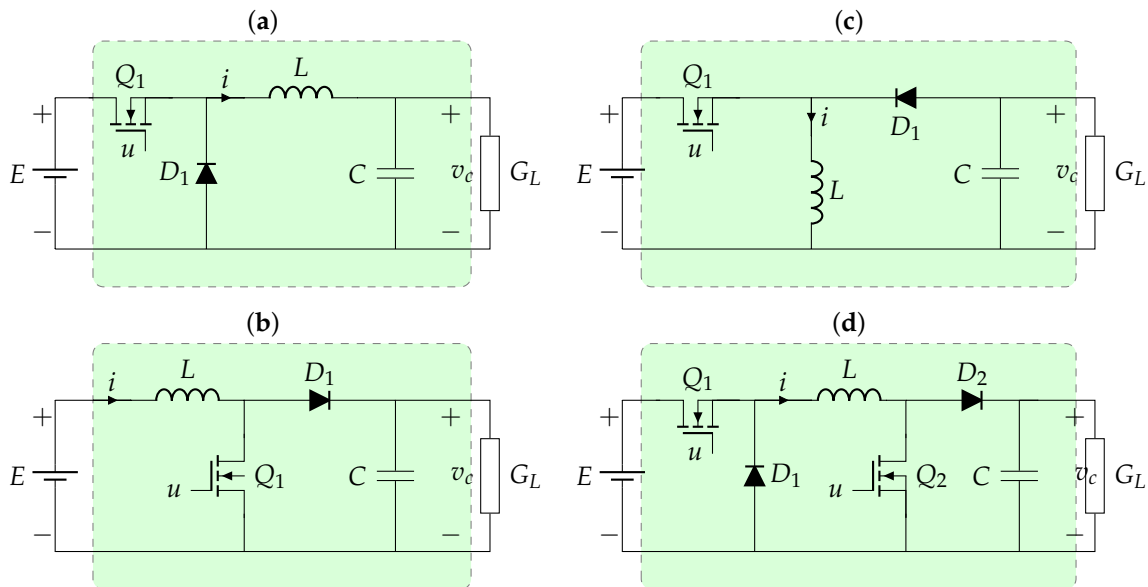 (a)
Q1
i
L
+
+
u
E
D1
C
vc
GL
−
−
(c)
Q1
+
+
i
D1
u
E
L
C
vc
GL
−
−
(b)
i
L
D1
+
+
E
u
Q1
C
vc
GL
−
−
(d)
Q1
i
L
D2
+
+
u
E
D1
u
Q2
C
vc
GL
−
−